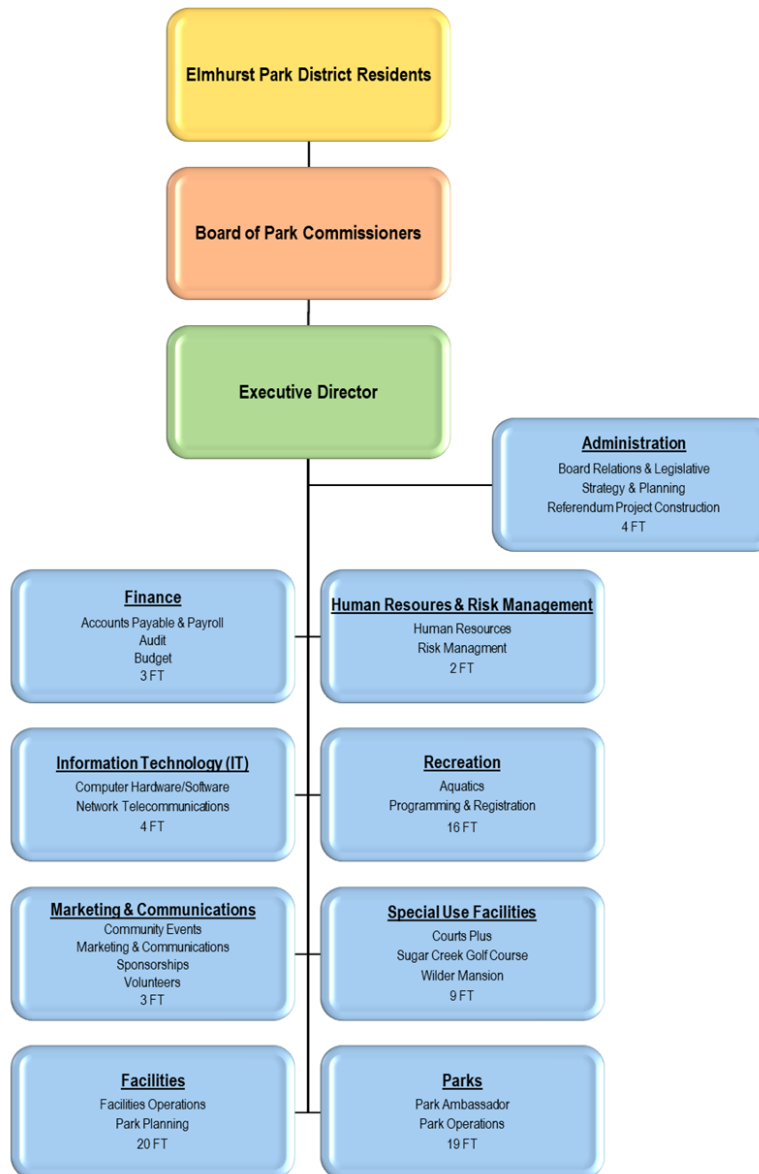 Elmhurst Park District Residents
Board of Park Commissioners
Executive Director
Administration
Board Relations & Legislative
Strategy & Planning
Referendum Project Construction
4 FT
Finance
Accounts Payable & Payroll
Audit
Budget
3 FT
Human Resoures & Risk Management
Human Resources
Risk Managment
2 FT
Information Technology (IT)
Computer Hardware/Software
Network Telecommunications
4 FT
Recreation
Aquatics
Programming & Registration
16 FT
Marketing & Communications
Community Events
Marketing & Communications
Sponsorships
Volunteers
3 FT
Special Use Facilities
Courts Plus
Sugar Creek Golf Course
Wilder Mansion
9 FT
Facilities
Facilities Operations
Park Planning
20 FT
Parks
Park Ambassador
Park Operations
19 FT